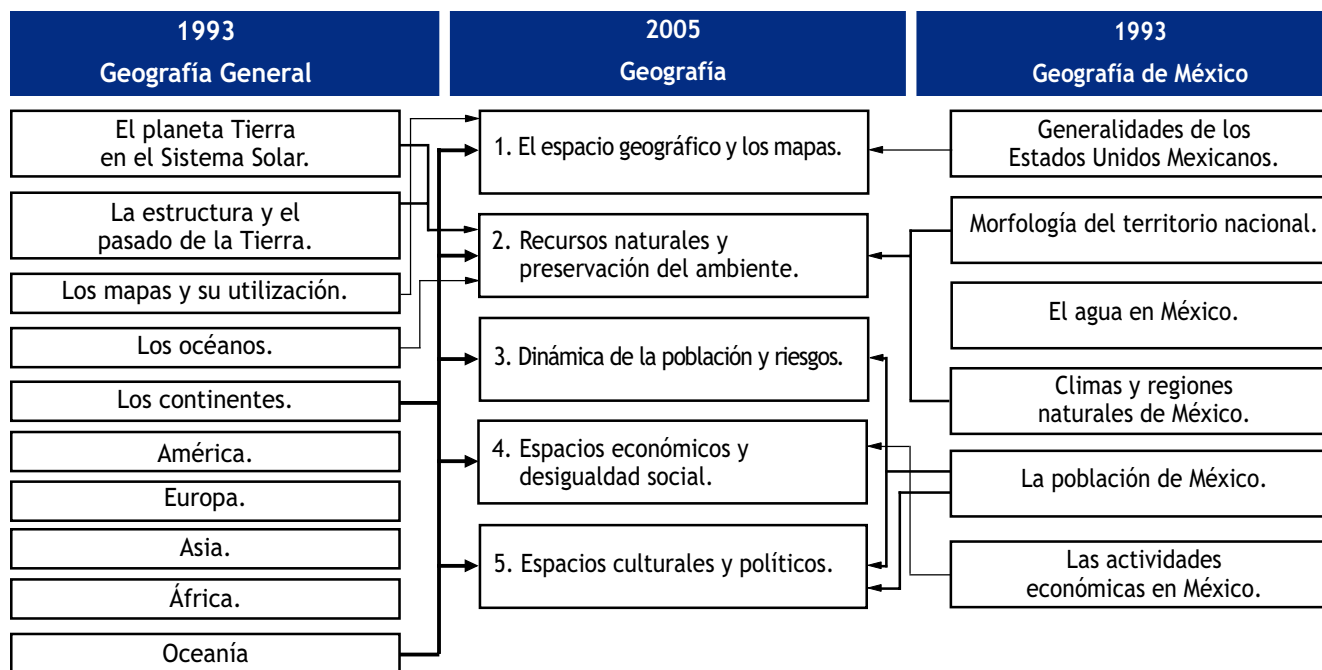 1993
Geografía General
2005
Geografía
1993
Geografía de México
El planeta Tierra
en el Sistema Solar.
La estructura y el
pasado de la Tierra.
Los mapas y su utilización.
Los océanos.
Los continentes.
América.
Europa.
Asia.
África.
Oceanía
1. El espacio geográfico y los mapas.
2. Recursos naturales y
preservación del ambiente.
3. Dinámica de la población y riesgos.
4. Espacios económicos y
desigualdad social.
5. Espacios culturales y políticos.
Generalidades de los
Estados Unidos Mexicanos.
Morfología del territorio nacional.
El agua en México.
Climas y regiones
naturales de México.
La población de México.
Las actividades
económicas en México.